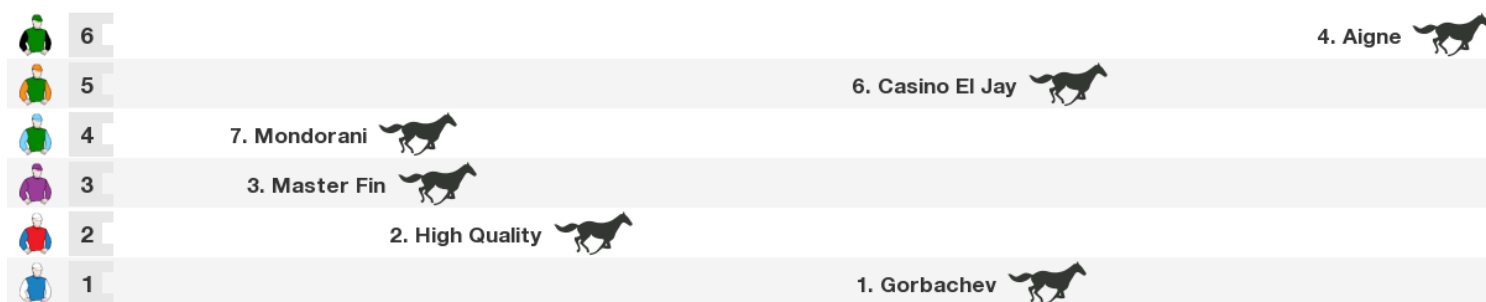 6 4. Aigne
5 6. Casino El Jay
4 7. Mondorani
3 3. Master Fin
2 2. High Quality
1 1. Gorbachev